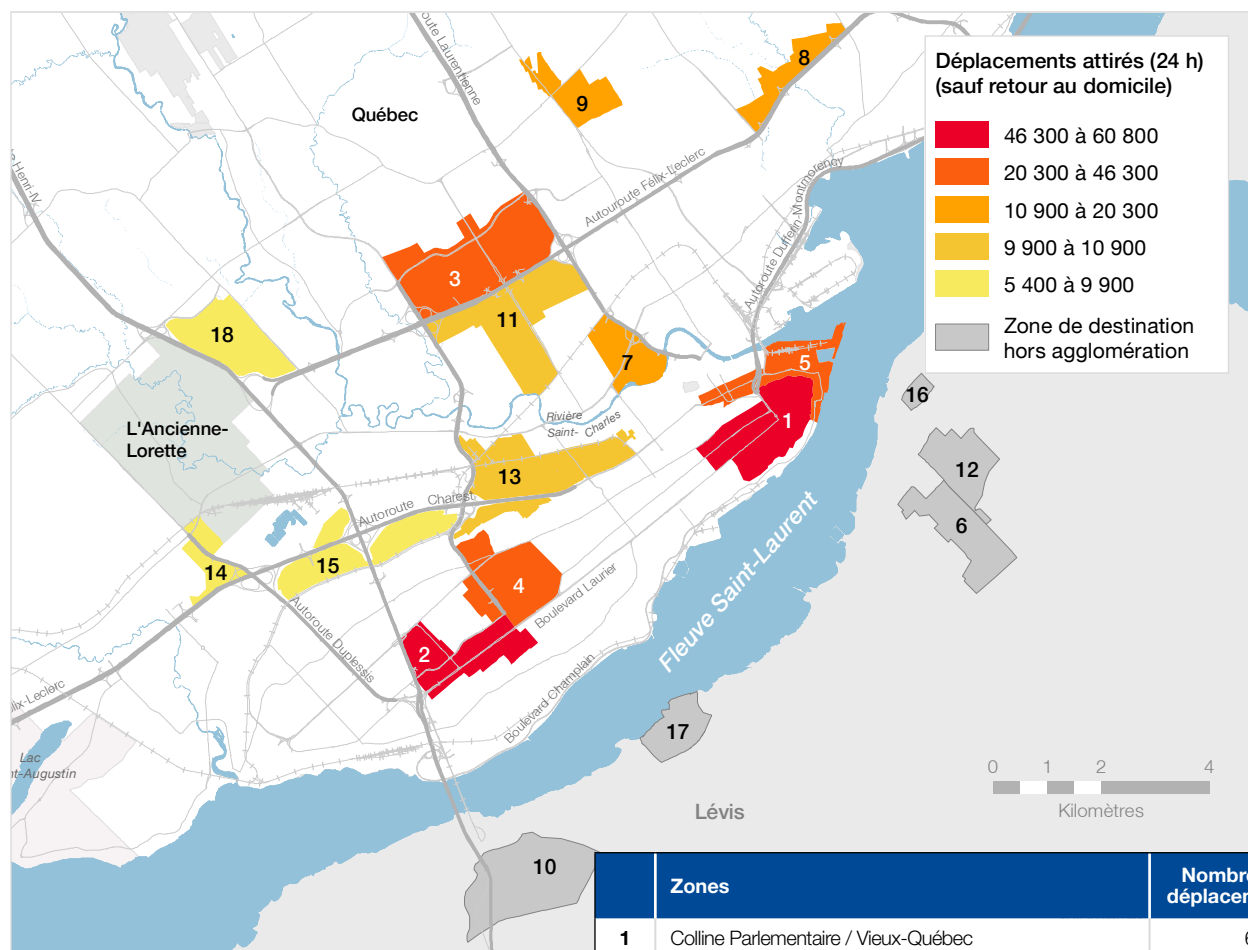 Québec
Autoroute Félix-Leclerc
Autoroute Dufferin-Montmorency
Déplacements attirés (24 h)
(sauf retour au domicile)
46 300 à 60 800
20 300 à 46 300
10 900 à 20 300
9 900 à 10 900
5 400 à 9 900
Zone de destination
hors agglomération
8
9
3
11
18
7
5
1
16
12
6
L'Ancienne-
Lorette
Rivière
Saint-Charles
13
Autoroute Charest
14
15
4
Autoroute Duplessis
Boulevard Laurier
2
Boulevard Champlain
Fleuve Saint-Laurent
17
Lac
Lévis
10
0 1 2 4
Kilomètres
Zones
1 Colline Parlementaire / Vieux-Québec